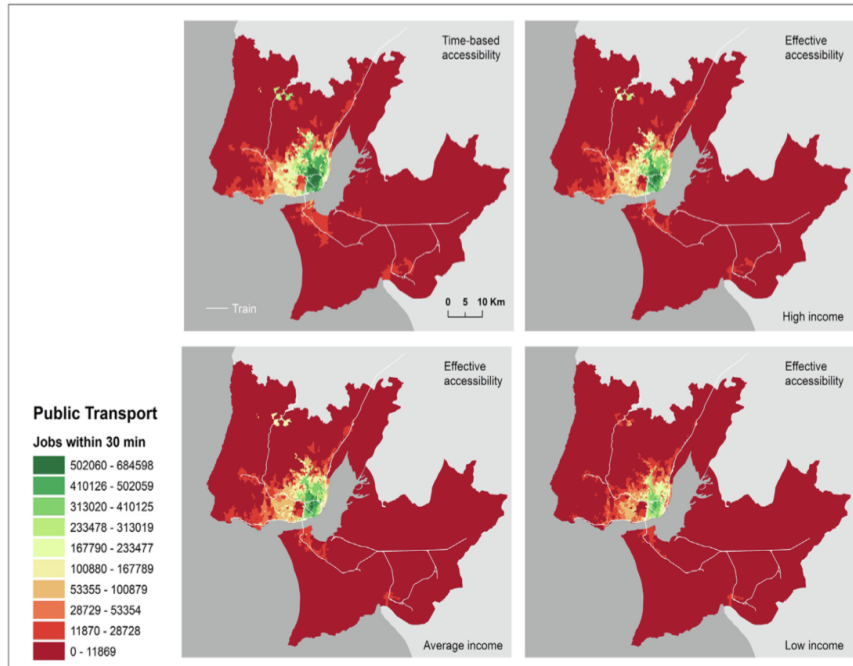 Time-based
accessibility
Effective
accessibility
Train
0 5 10 Km
High income
Effective
accessibility
Effective
accessibility
Public Transport
Jobs within 30 min
502060 - 684598
410126 - 502059
313020 - 410125
233478 - 313019
167790 - 233477
100880 - 167789
53355 - 100879
28729 - 53354
11870 - 28728
0 - 11869
Average income
Low income